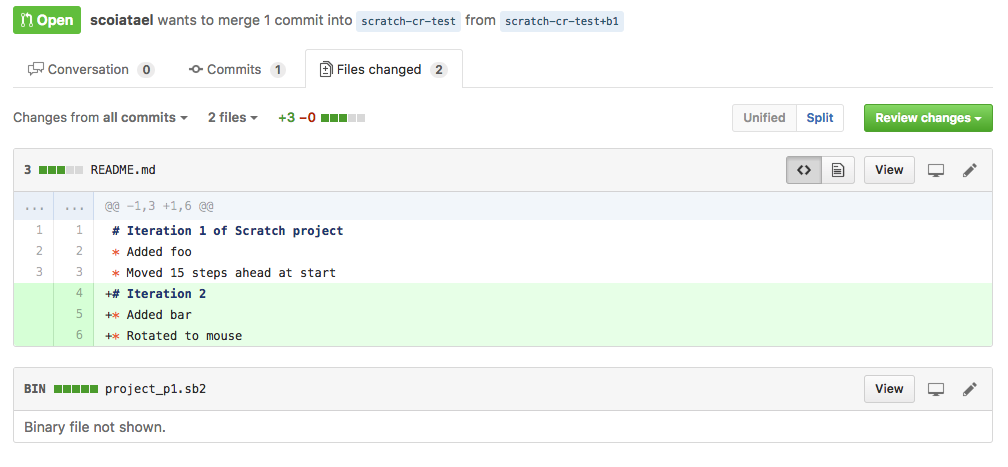 Open scoiatael wants to merge 1 commit into scratch-cr-test from scratch-cr-test+b1
Conversation 0 Commits 1 Files changed 2
Changes from all commits 2 files +3 −0 Unified Split Review changes
3 README.md <> View
... ... @@ -1,3 +1,6 @@
1 1 # Iteration 1 of Scratch project
2 2 * Added foo
3 3 * Moved 15 steps ahead at start
4 +# Iteration 2
5 +* Added bar
6 +* Rotated to mouse
BIN project_p1.sb2 View
Binary file not shown.